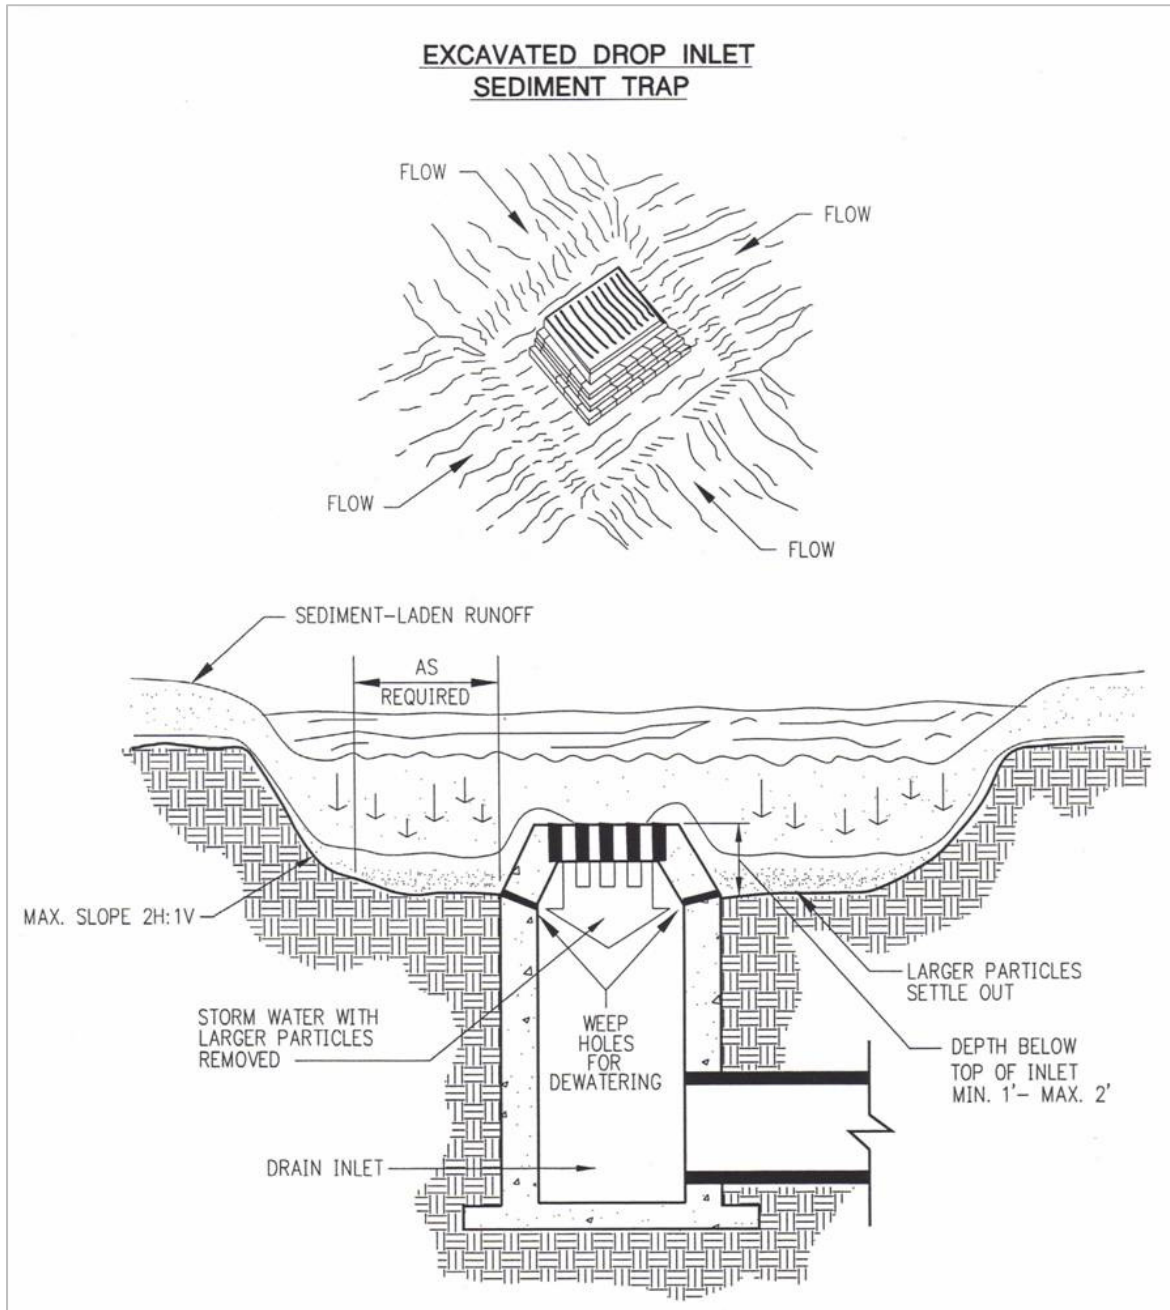 EXCAVATED DROP INLET
SEDIMENT TRAP
FLOW
FLOW
FLOW
FLOW
SEDIMENT-LADEN RUNOFF
AS
REQUIRED
MAX. SLOPE 2H:1V
LARGER PARTICLES
SETTLE OUT
STORM WATER WITH
LARGER PARTICLES
REMOVED
WEEP
HOLES
FOR
DEWATERING
DEPTH BELOW
TOP OF INLET
MIN. 1'- MAX. 2'
DRAIN INLET